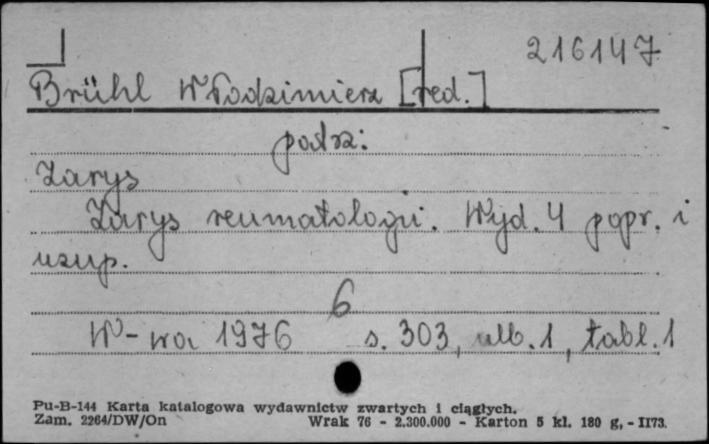 216147
Brühl Włodzimierz [red.]
patrz:
Zarys
Zarys reumatologii. Wyd. 4 popr. i
uzup.
6
W-wa 1976 s. 303, nlb. 1, tabl. 1
Pu-B-144 Karta katalogowa wydawnictw zwartych i ciągłych.
Zam. 2264/DW/On Wrak 76 - 2.300.000 - Karton 5 kl. 180 g, - II73.